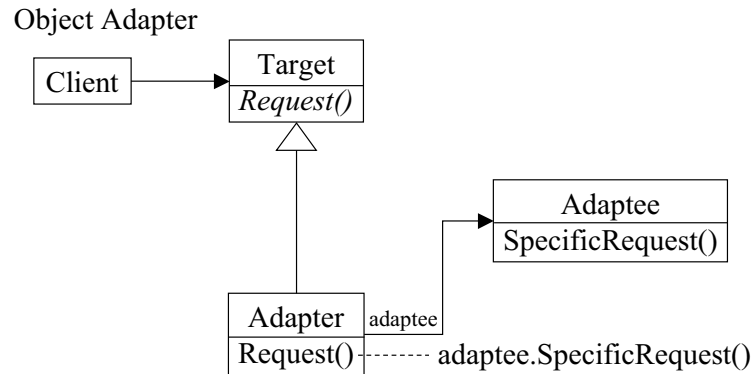 Object Adapter
Client
Target
Request()
Adaptee
SpecificRequest()
Adapter
adaptee
Request()
adaptee.SpecificRequest()